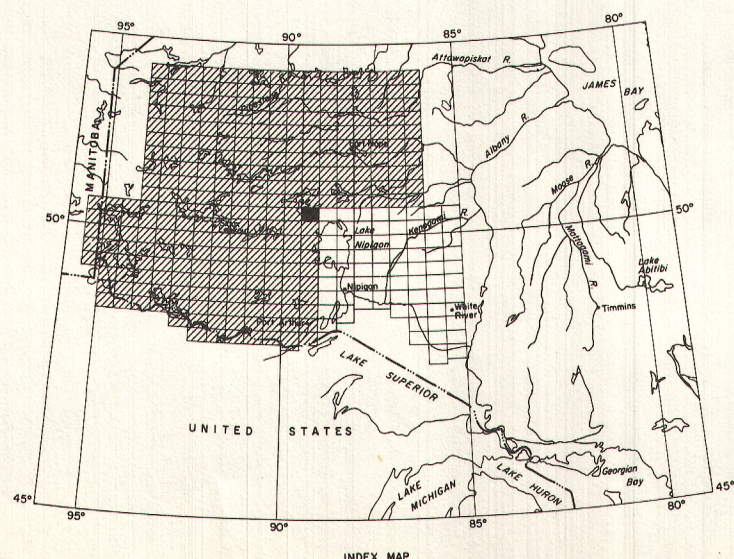 95°
90°
85°
80°
Attawapiskat R.
JAMES
BAY
Albany R.
MANITOBA
Moose R.
50°
50°
Kenogami R.
Lake
Nipigon
Mattagami R.
Lake
Abitibi
Nipigon
White
River
Timmins
Port Arthur
LAKE SUPERIOR
UNITED STATES
LAKE
MICHIGAN
LAKE HURON
Georgian
Bay
45°
95°
90°
85°
80°
45°
INDEX MAP